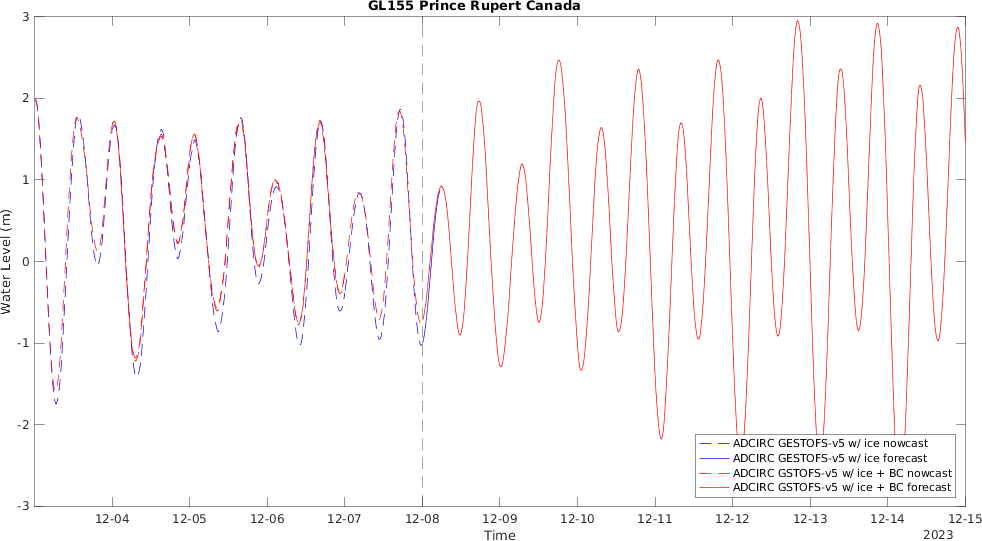 GL155 Prince Rupert Canada
3
2
1
0
-1
-2
-3
Water Level (m)
ADCIRC GESTOFS-v5 w/ ice nowcast
ADCIRC GESTOFS-v5 w/ ice forecast
ADCIRC GSTOFS-v5 w/ ice + BC nowcast
ADCIRC GSTOFS-v5 w/ ice + BC forecast
12-04 12-05 12-06 12-07 12-08 12-09 12-10 12-11 12-12 12-13 12-14 12-15
Time
2023